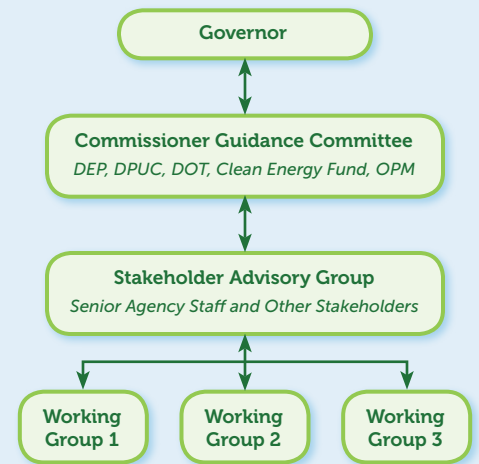 Governor
Commissioner Guidance Committee
DEP, DPUC, DOT, Clean Energy Fund, OPM
Stakeholder Advisory Group
Senior Agency Staff and Other Stakeholders
Working
Group 1
Working
Group 2
Working
Group 3